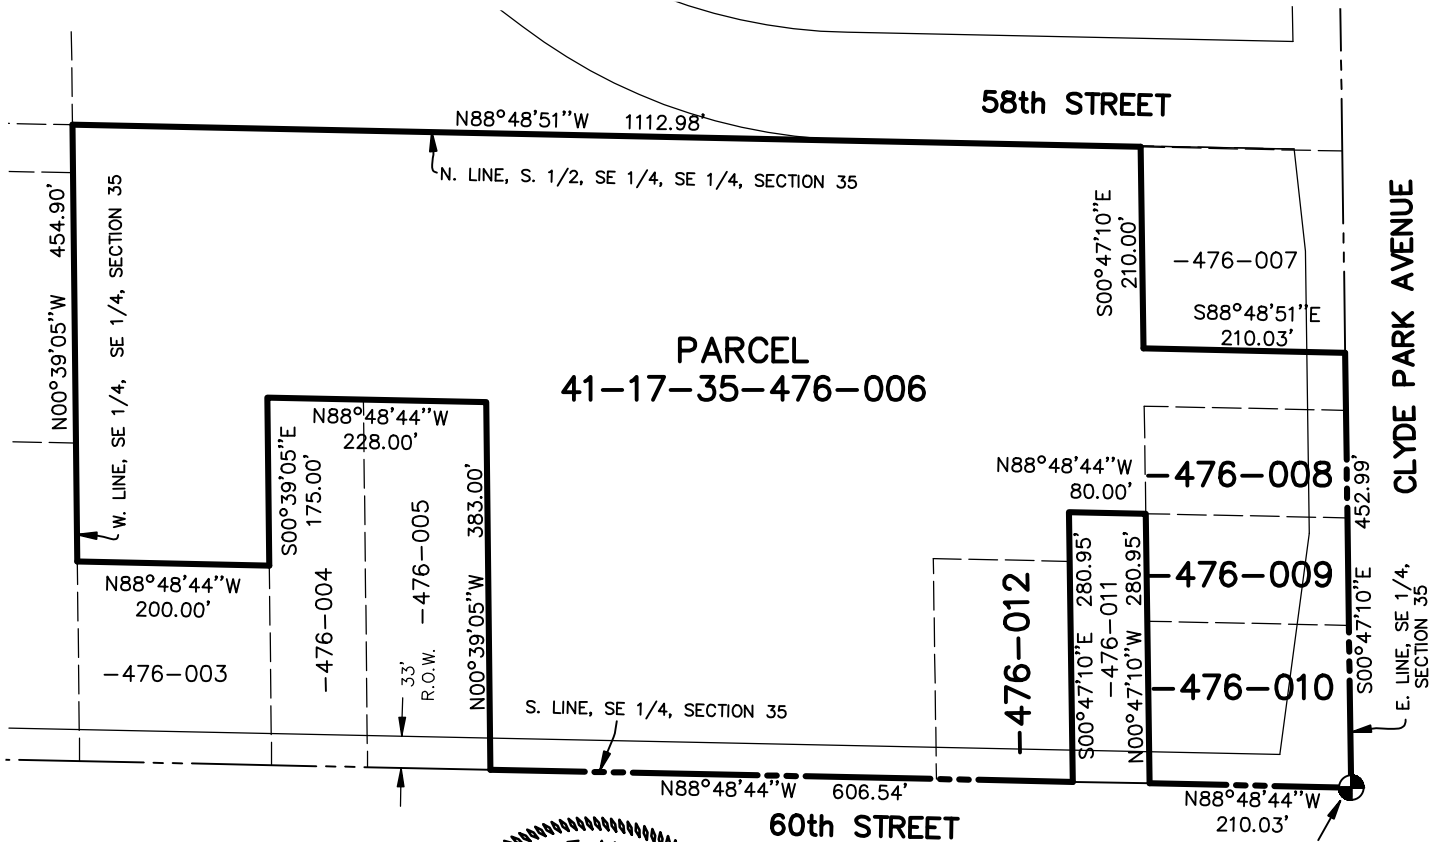 58th STREET
N88°48'51"W 1112.98'
N. LINE, S. 1/2, SE 1/4, SE 1/4, SECTION 35
N00°39'05"W 454.90'
W. LINE, SE 1/4, SE 1/4, SECTION 35
S00°47'10"E
210.00'
-476-007
S88°48'51"E
210.03'
CLYDE PARK AVENUE
PARCEL
41-17-35-476-006
N88°48'44"W
228.00'
S00°39'05"E
175.00'
N88°48'44"W
200.00'
-476-003
-476-004
-476-005
N00°39'05"W 383.00'
33'
R.O.W.
N88°48'44"W
80.00'
-476-008
-476-009
-476-010
-476-012
S00°47'10"E 280.95'
-476-011
N00°47'10"W 280.95'
S00°47'10"E 452.99'
E. LINE, SE 1/4,
SECTION 35
S. LINE, SE 1/4, SECTION 35
N88°48'44"W 606.54'
60th STREET
N88°48'44"W
210.03'